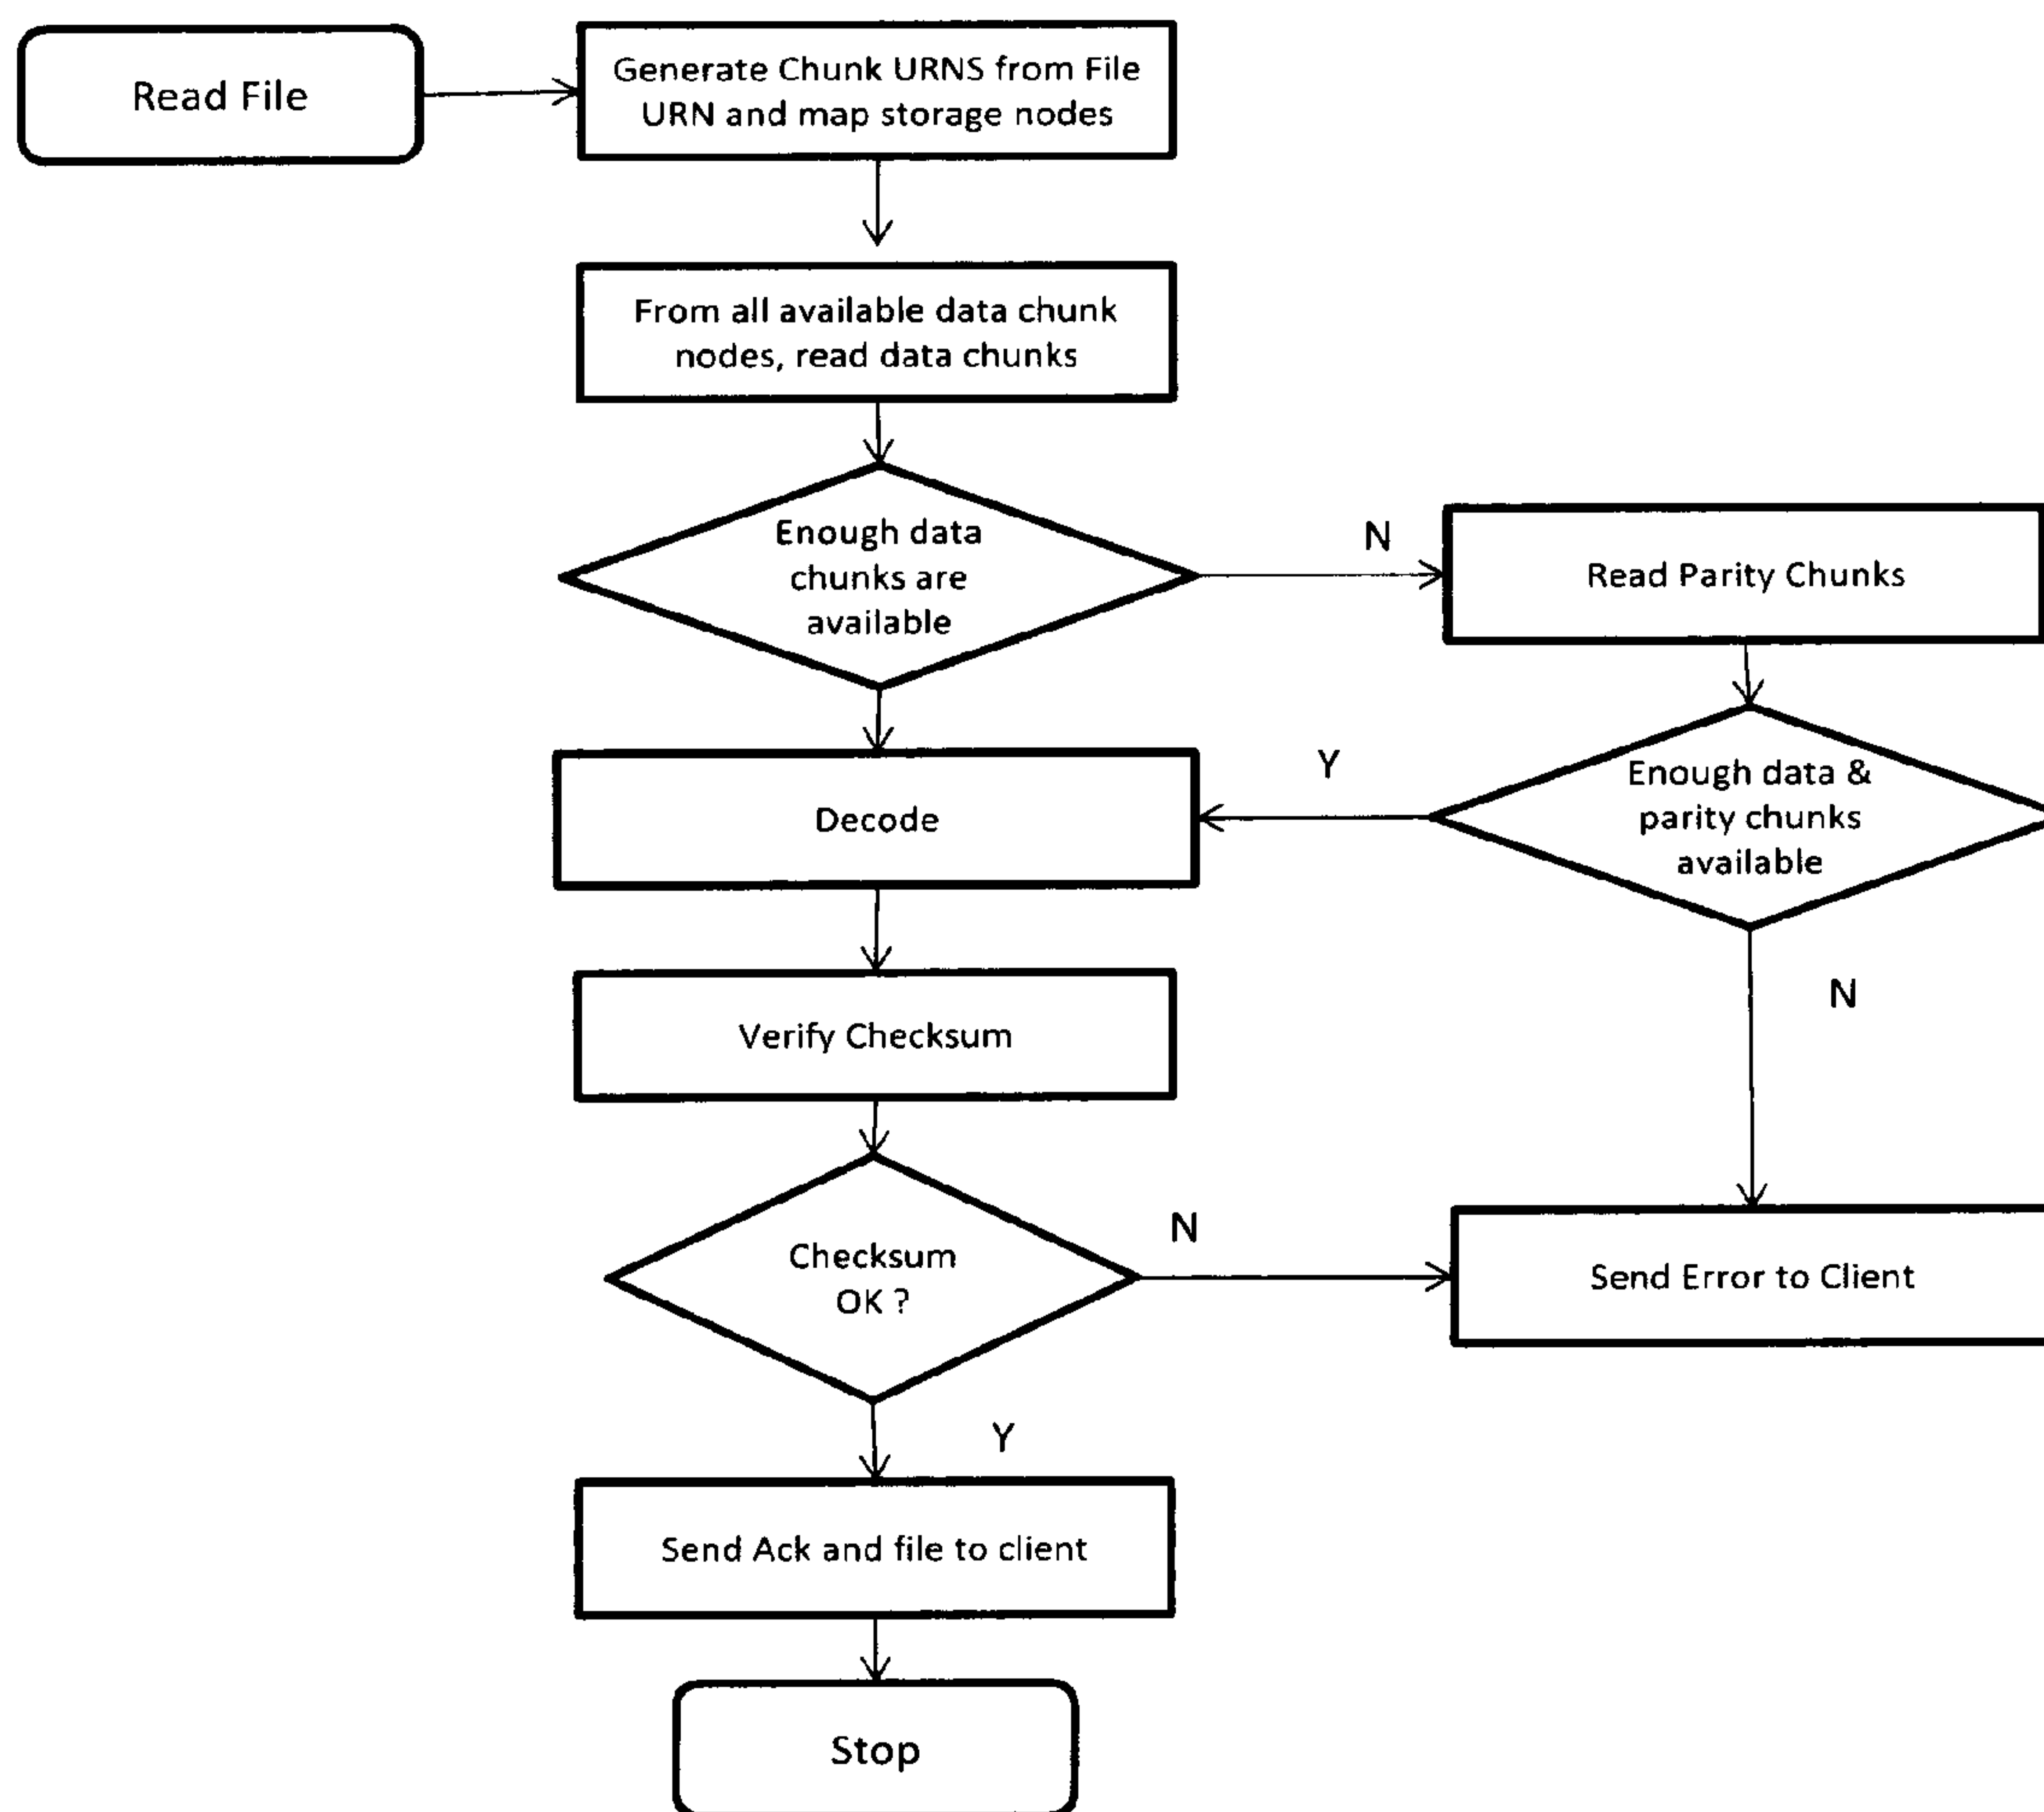 Read File
Generate Chunk URNS from File
URN and map storage nodes
From all available data chunk
nodes, read data chunks
Enough data
chunks are
available
N
Read Parity Chunks
Enough data &
parity chunks
available
Y
Decode
N
Verify Checksum
Checksum
OK ?
N
Send Error to Client
Y
Send Ack and file to client
Stop